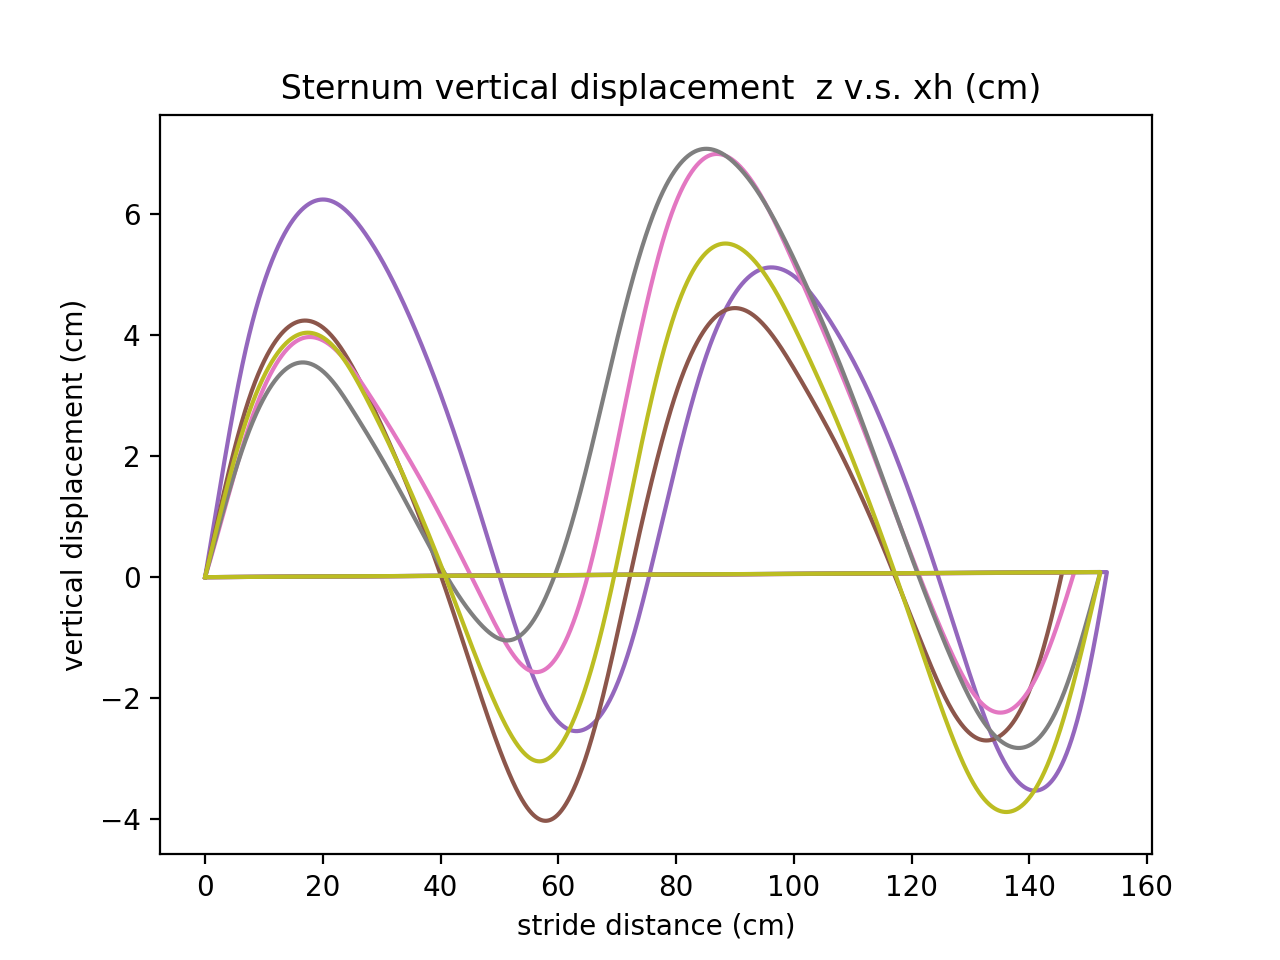 Sternum vertical displacement  z v.s. xh (cm)
vertical displacement (cm)
6
4
2
0
−2
−4
0 20 40 60 80 100 120 140 160
stride distance (cm)